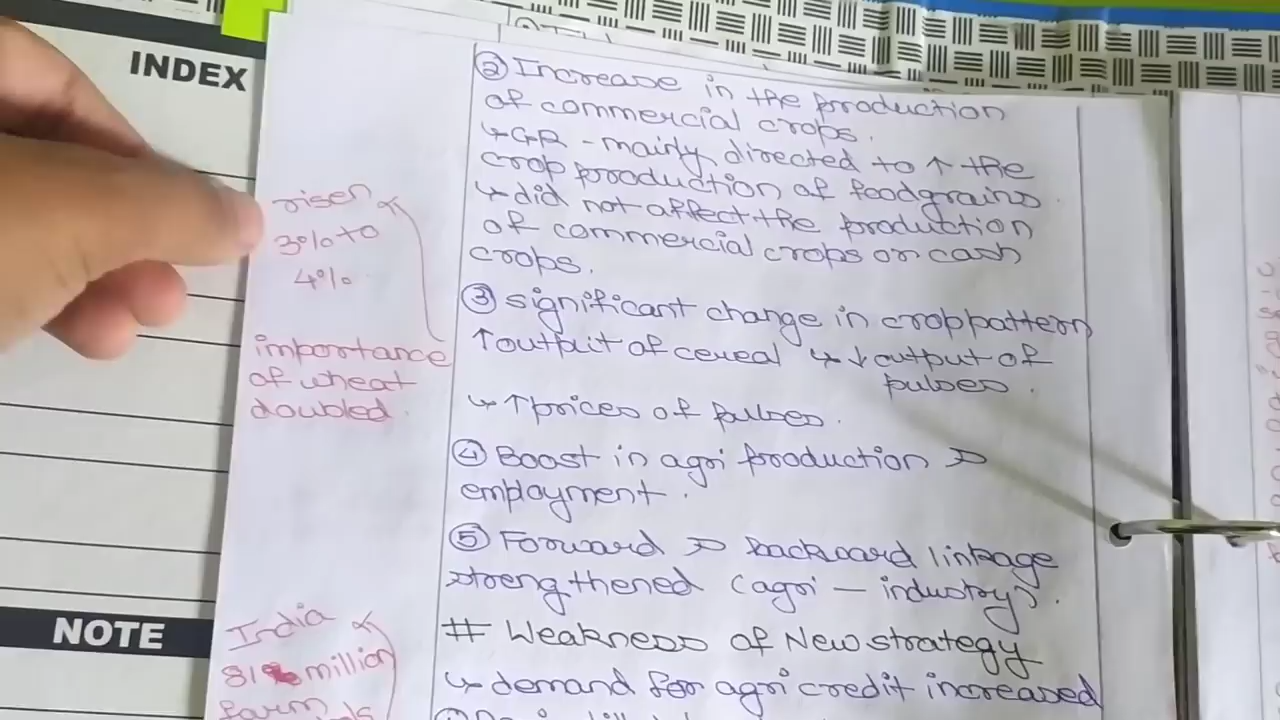 INDEX
② Increase in the production
of commercial crops.
↳ GR - mainly directed to ↑ the
crop production of foodgrains
↳ did not affect the production
of commercial crops or cash
crops.
risen
3% to
4%
③ significant change in crop pattern
↑ output of cereal ↳ ↓ output of
pulses.
importance
of wheat
doubled
↳ ↑ prices of pulses.
④ Boost in agri production &
employment.
⑤ Forward & backward linkage
strengthened (agri — industry).
NOTE
# Weakness of New strategy
↳ demand for agri credit increased
India
81 million
farm